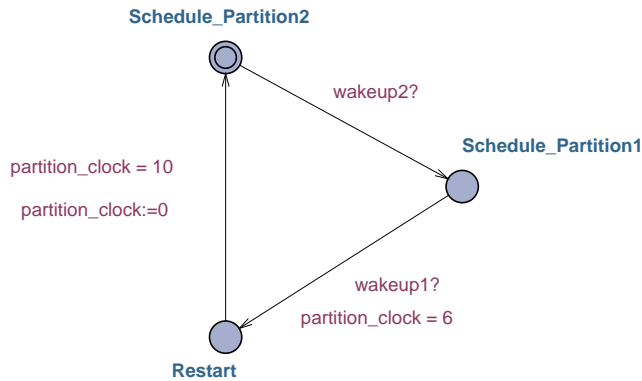 Schedule_Partition2
wakeup2?
Schedule_Partition1
partition_clock = 10
partition_clock:=0
wakeup1?
partition_clock = 6
Restart